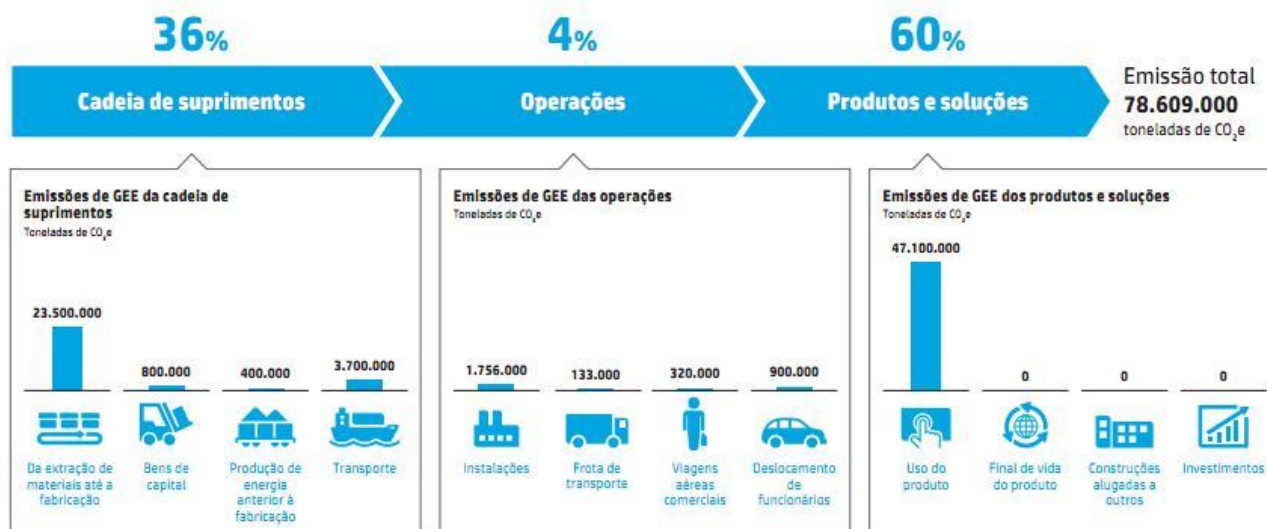 36%
4%
60%
Cadeia de suprimentos
Operações
Produtos e soluções
Emissão total
78.609.000
toneladas de CO₂e
Emissões de GEE da cadeia de
suprimentos
Toneladas de CO₂e
23.500.000
800.000
400.000
3.700.000
Da extração de
materiais até a
fabricação
Bens de
capital
Produção de
energia
anterior à
fabricação
Transporte
Emissões de GEE das operações
Toneladas de CO₂e
1.756.000
133.000
320.000
900.000
Instalações
Frota de
transporte
Viagens
aéreas
comerciais
Deslocamento
de
funcionários
Emissões de GEE dos produtos e soluções
Toneladas de CO₂e
47.100.000
0
0
0
Uso do
produto
Final de vida
do produto
Construções
alugadas a
outros
Investimentos